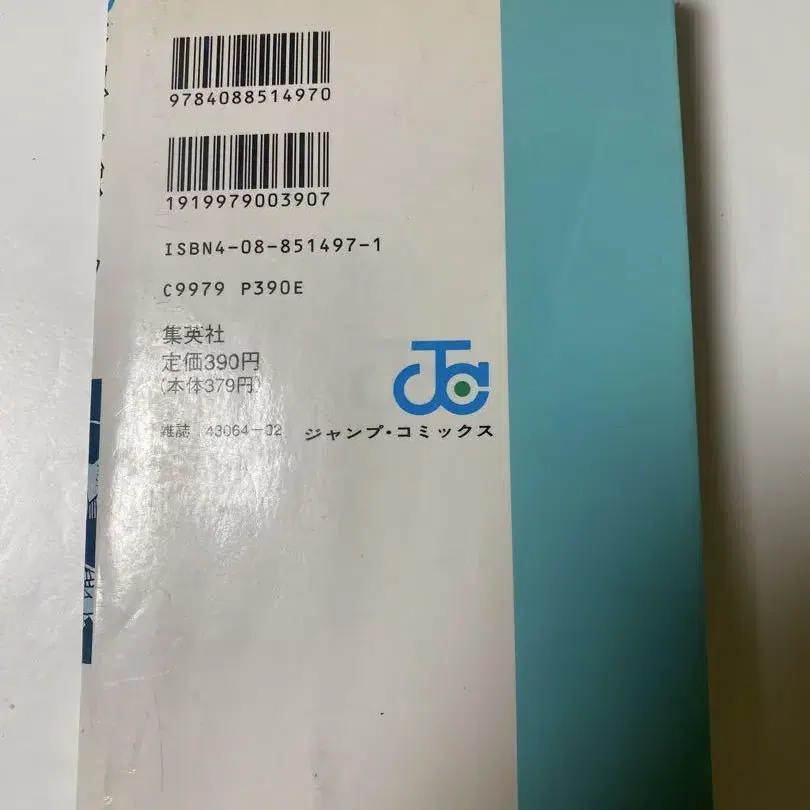 9784088514970
1919979003907
ISBN4-08-851497-1
C9979 P390E
集英社
定価390円
(本体379円)
雑誌 43064-02
ジャンプ・コミックス